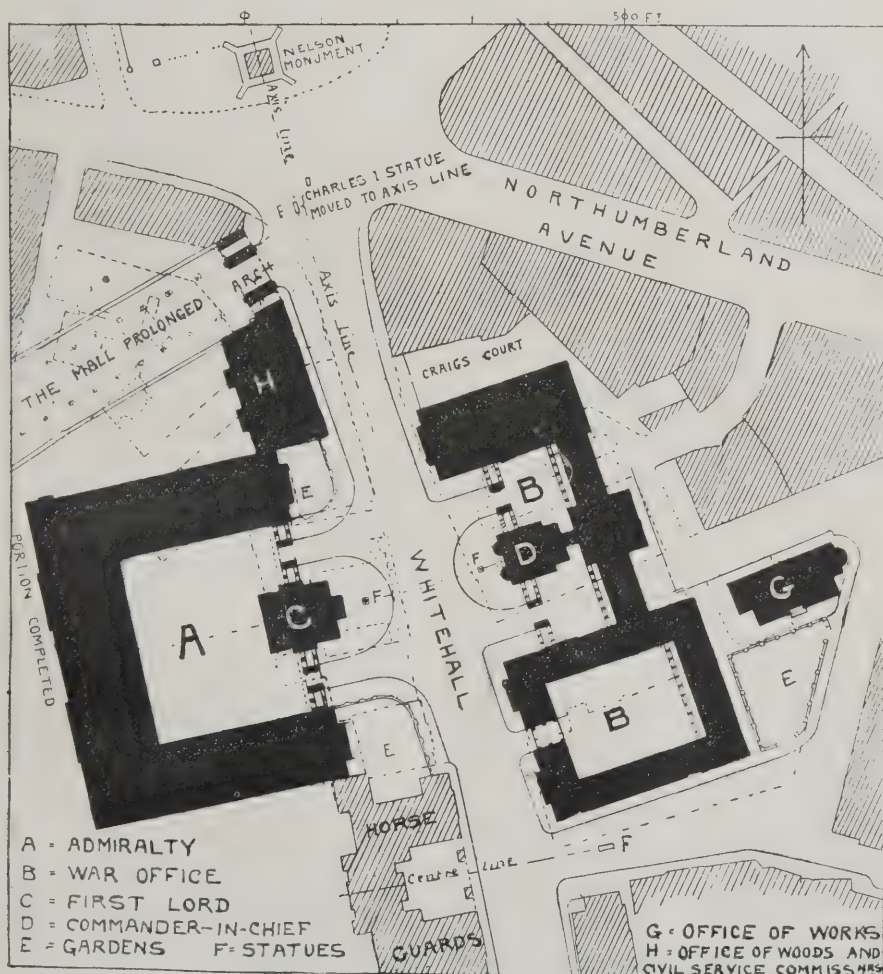 0
500 FT
NELSON
MONUMENT
AXIS Line
F
CHARLES 1 STATUE
MOVED TO AXIS LINE
NORTHUMBERLAND
AVENUE
ARCH
AXIS Line
THE MALL PROLONGED
H
CRAIGS COURT
E
B
F
D
PORTION COMPLETED
A
C
F
WHITEHALL
G
E
B
E
HORSE
Centre Line
F
GUARDS
A = ADMIRALTY
B = WAR OFFICE
C = FIRST LORD
D = COMMANDER-IN-CHIEF
E = GARDENS F = STATUES
G = OFFICE OF WORKS
H = OFFICE OF WOODS AND
CIVIL SERVICE COMMISSNRS